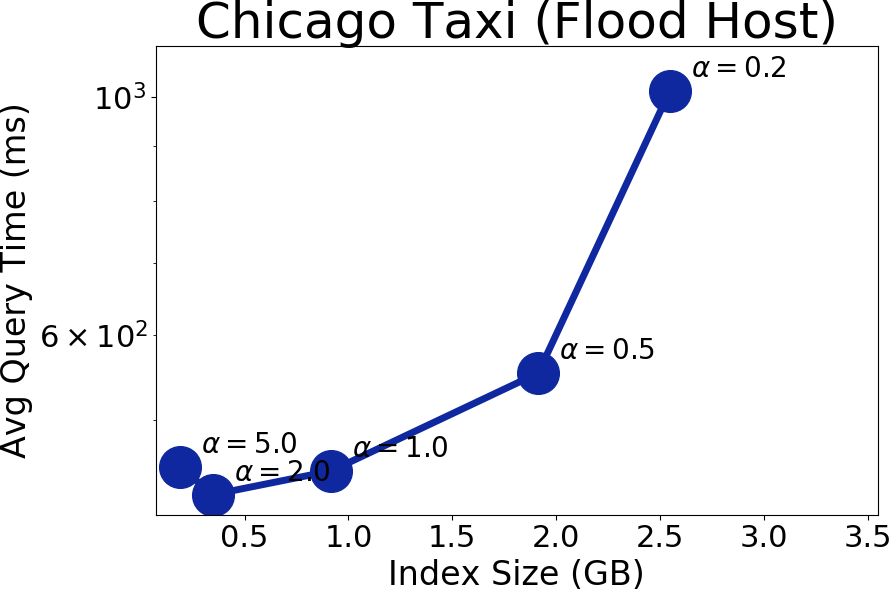 Chicago Taxi (Flood Host)
Avg Query Time (ms)
10³
6 × 10²
α = 0.2
α = 0.5
α = 1.0
α = 5.0
α = 2.0
0.5 1.0 1.5 2.0 2.5 3.0 3.5
Index Size (GB)